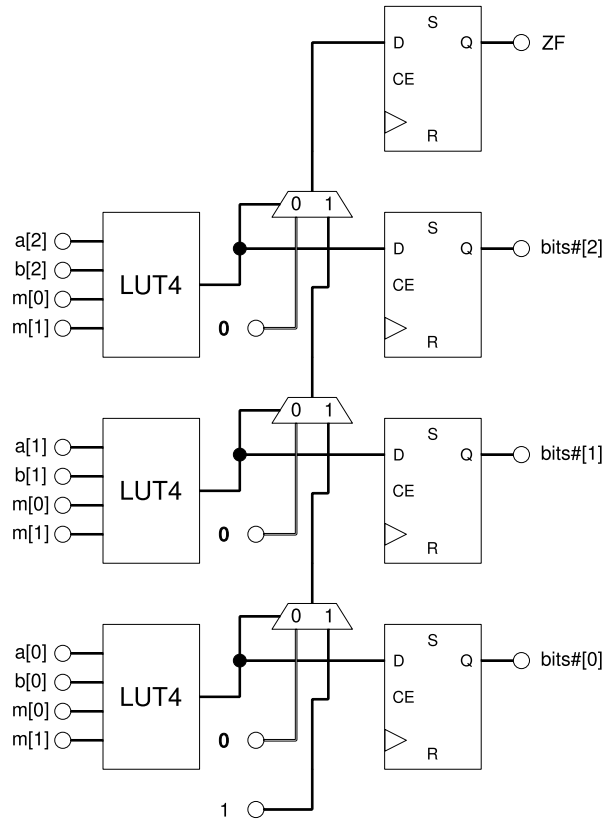 S
D Q ZF
CE
R
0 1
S
a[2] D Q bits#[2]
b[2] LUT4 CE
m[0]
m[1] 0 R
0 1
S
a[1] D Q bits#[1]
b[1] LUT4 CE
m[0]
m[1] 0 R
0 1
S
a[0] D Q bits#[0]
b[0] LUT4 CE
m[0]
m[1] 0 R
1